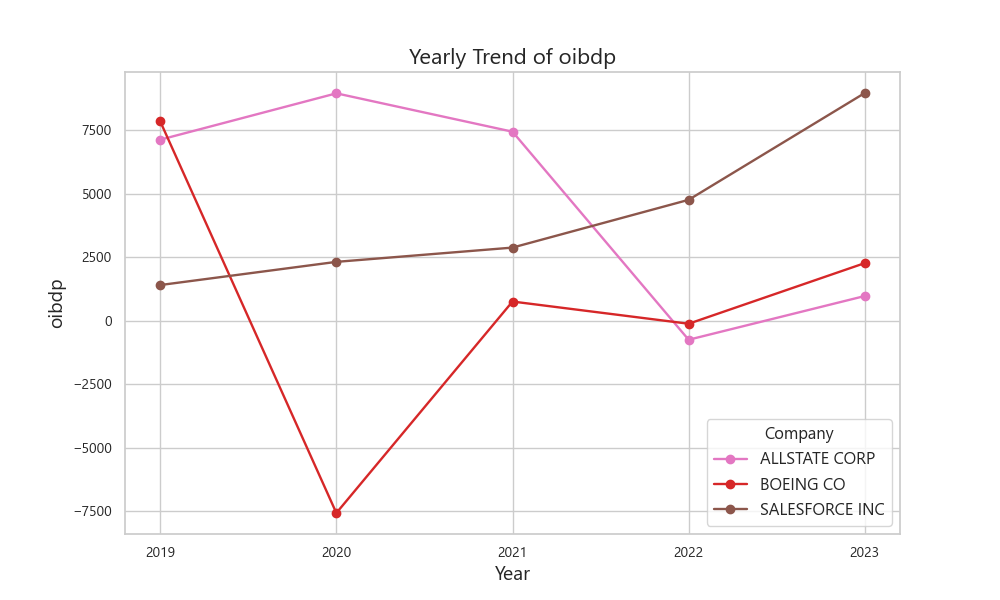 Yearly Trend of oibdp
oibdp
7500
5000
2500
0
−2500
−5000
−7500
Company
ALLSTATE CORP
BOEING CO
SALESFORCE INC
2019 2020 2021 2022 2023
Year